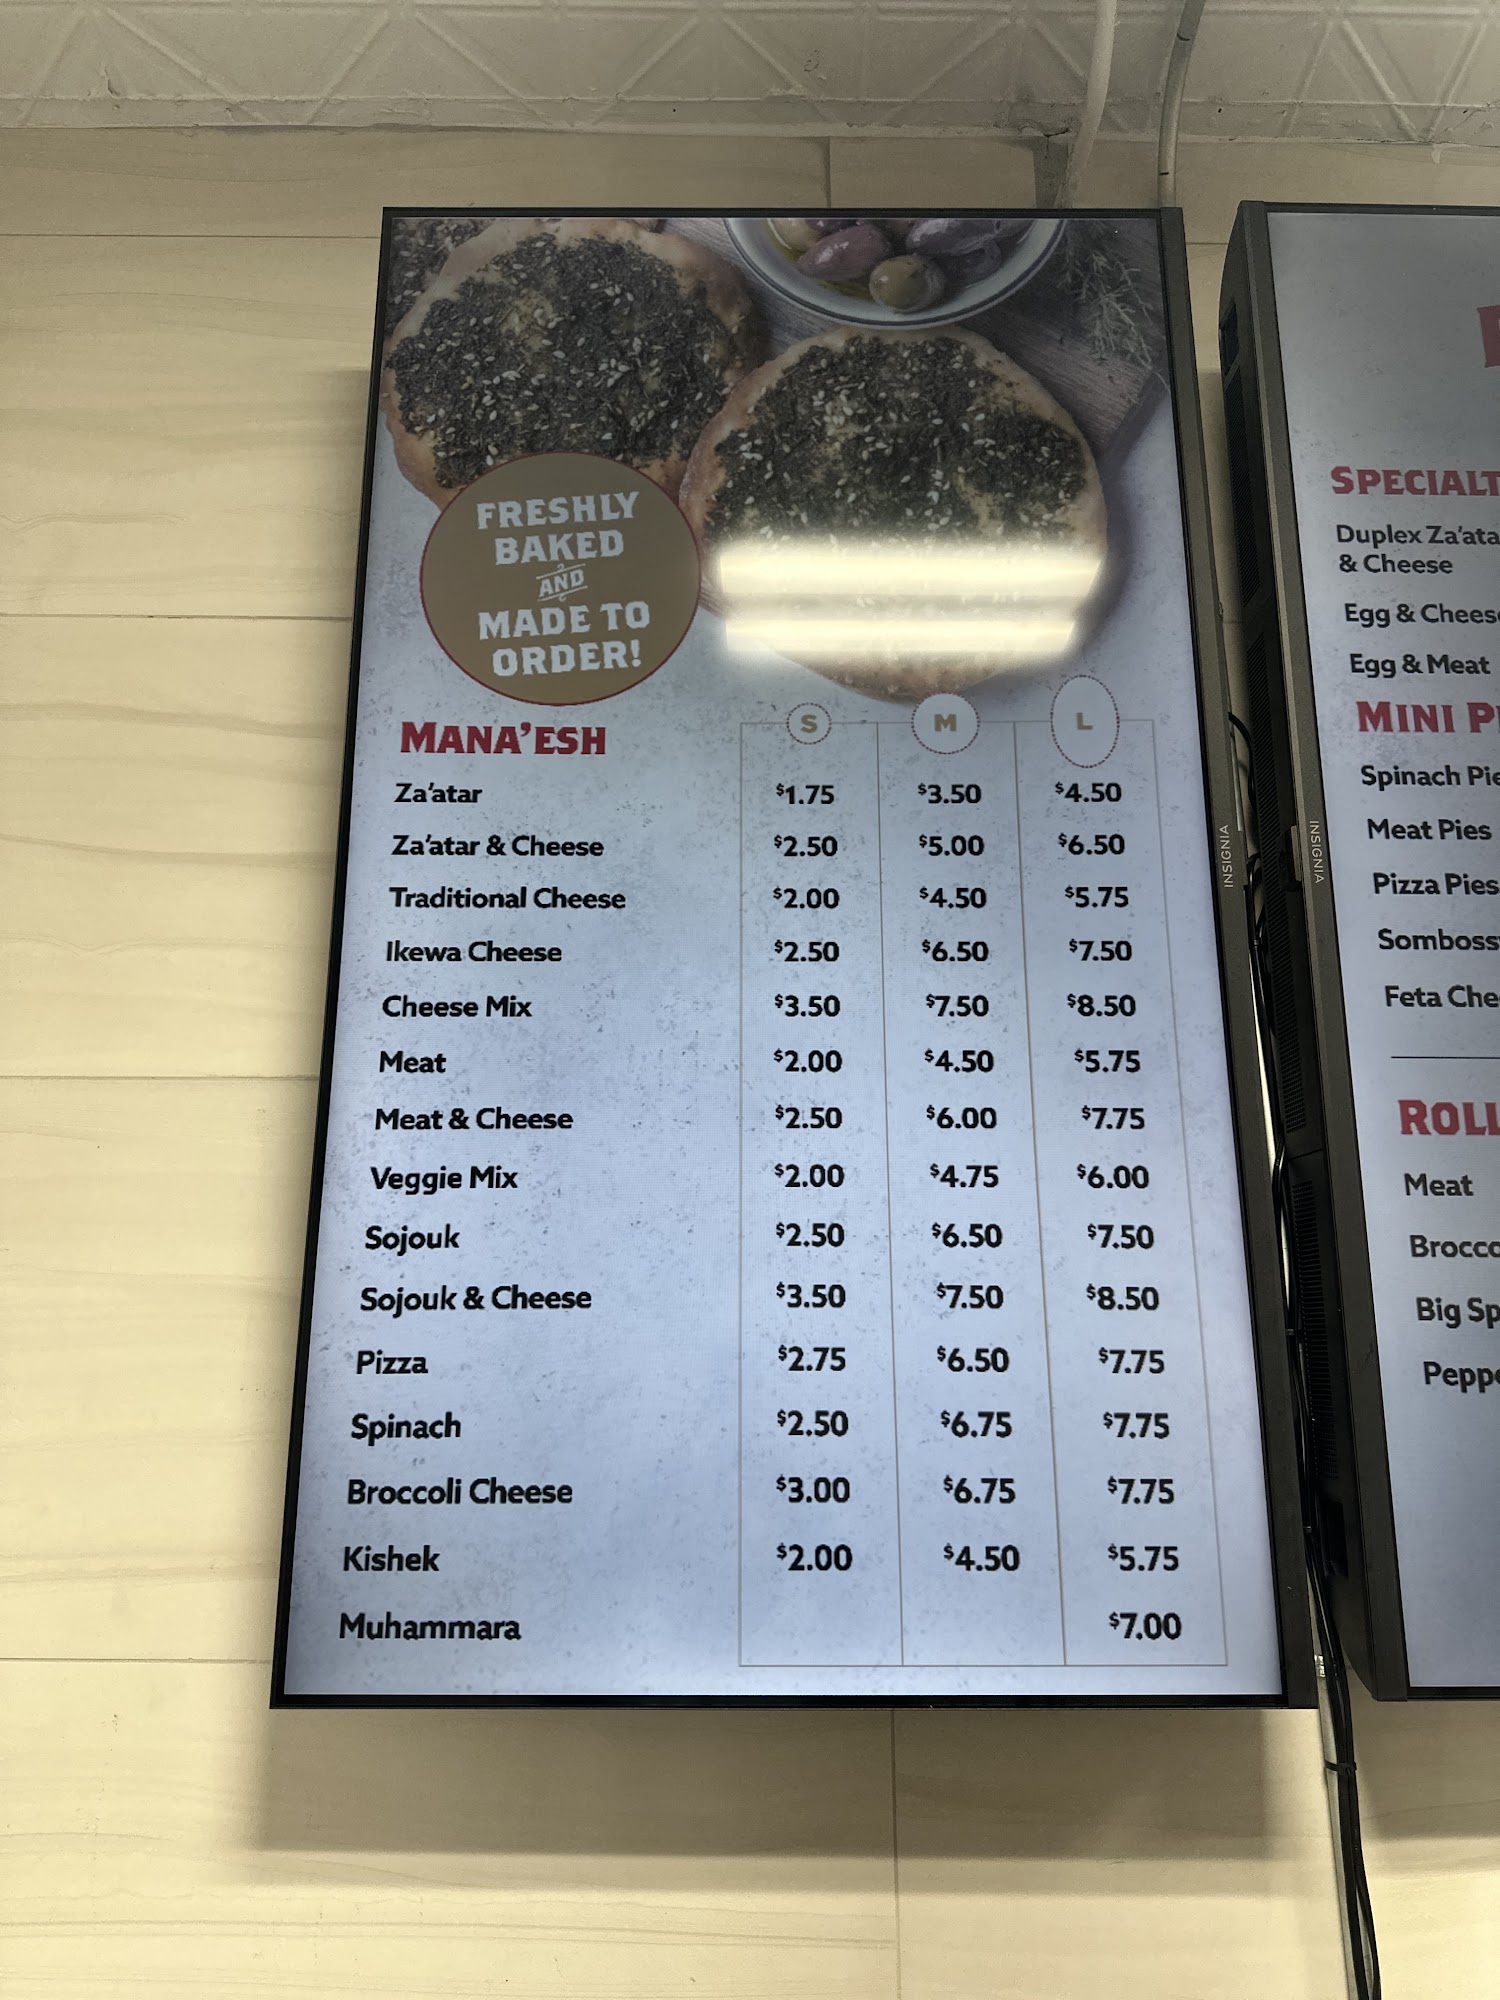 FRESHLY
BAKED
AND
MADE TO
ORDER!
MANA'ESH S M L
Za'atar $1.75 $3.50 $4.50
Za'atar & Cheese $2.50 $5.00 $6.50
Traditional Cheese $2.00 $4.50 $5.75
Ikewa Cheese $2.50 $6.50 $7.50
Cheese Mix $3.50 $7.50 $8.50
Meat $2.00 $4.50 $5.75
Meat & Cheese $2.50 $6.00 $7.75
Veggie Mix $2.00 $4.75 $6.00
Sojouk $2.50 $6.50 $7.50
Sojouk & Cheese $3.50 $7.50 $8.50
Pizza $2.75 $6.50 $7.75
Spinach $2.50 $6.75 $7.75
Broccoli Cheese $3.00 $6.75 $7.75
Kishek $2.00 $4.50 $5.75
Muhammara $7.00
INSIGNIA
INSIGNIA
Duplex
& Cheese
Egg &
Egg & Meat
MINI
Spinach
Meat Pies
Pizza Pies
Feta
Meat
Big